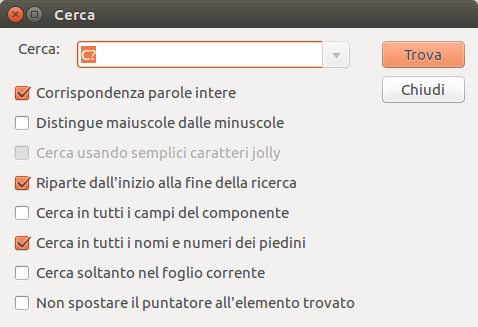 Cerca
Cerca: C? Trova
Chiudi
Corrispondenza parole intere
Distingue maiuscole dalle minuscole
Cerca usando semplici caratteri jolly
Riparte dall'inizio alla fine della ricerca
Cerca in tutti i campi del componente
Cerca in tutti i nomi e numeri dei piedini
Cerca soltanto nel foglio corrente
Non spostare il puntatore all'elemento trovato